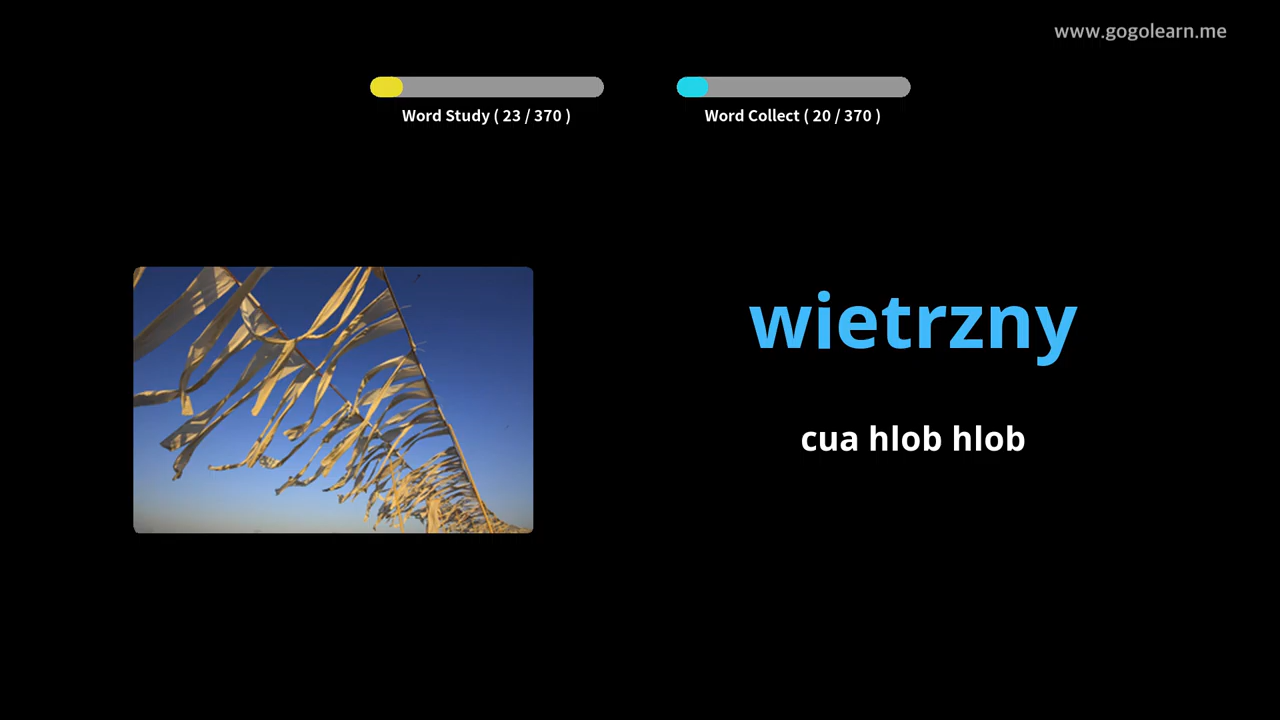 www.gogolearn.me
Word Study ( 23 / 370 )
Word Collect ( 20 / 370 )
wietrzny
cua hlob hlob